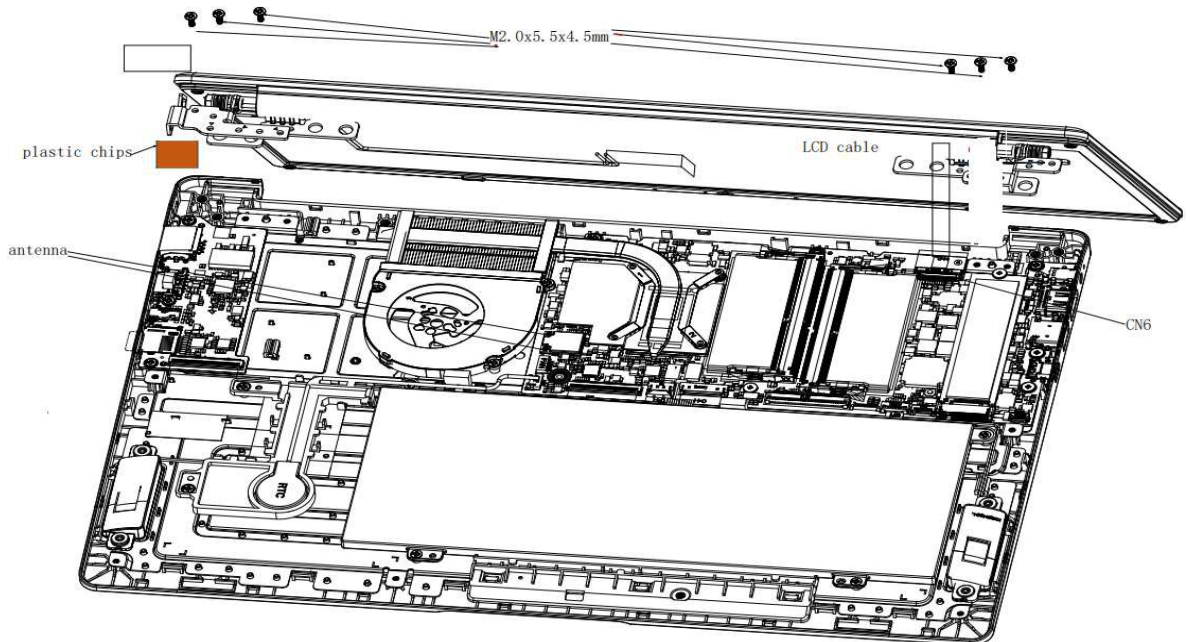 M2.0x5.5x4.5mm
plastic chips
LCD cable
antenna
CN6
RTC